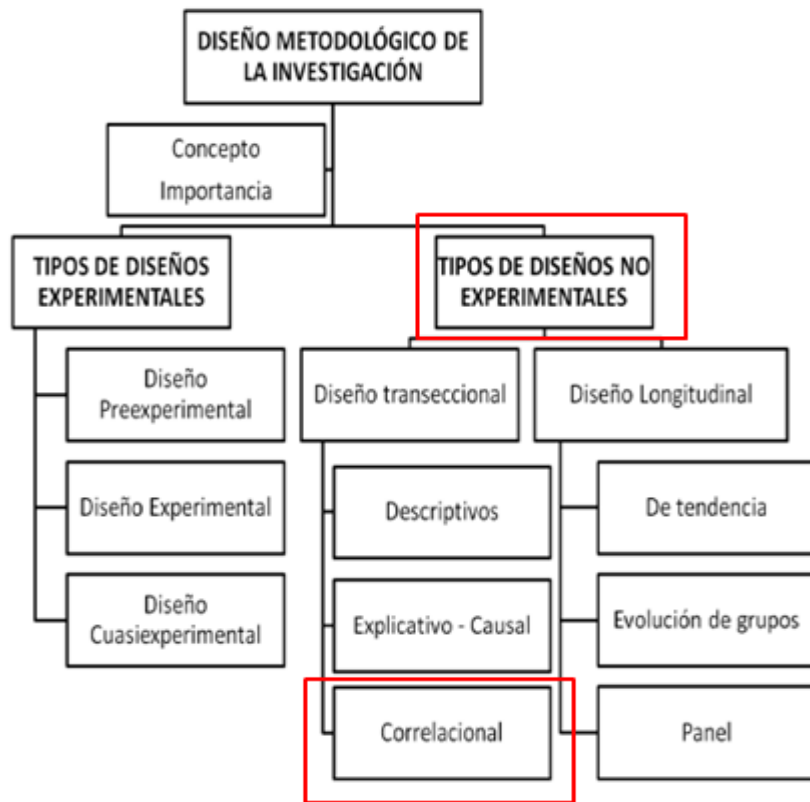 DISEÑO METODOLÓGICO DE
LA INVESTIGACIÓN
Concepto
Importancia
TIPOS DE DISEÑOS
EXPERIMENTALES
TIPOS DE DISEÑOS NO
EXPERIMENTALES
Diseño
Preexperimental
Diseño transeccional
Diseño Longitudinal
Diseño Experimental
Descriptivos
De tendencia
Diseño
Cuasiexperimental
Explicativo - Causal
Evolución de grupos
Correlacional
Panel